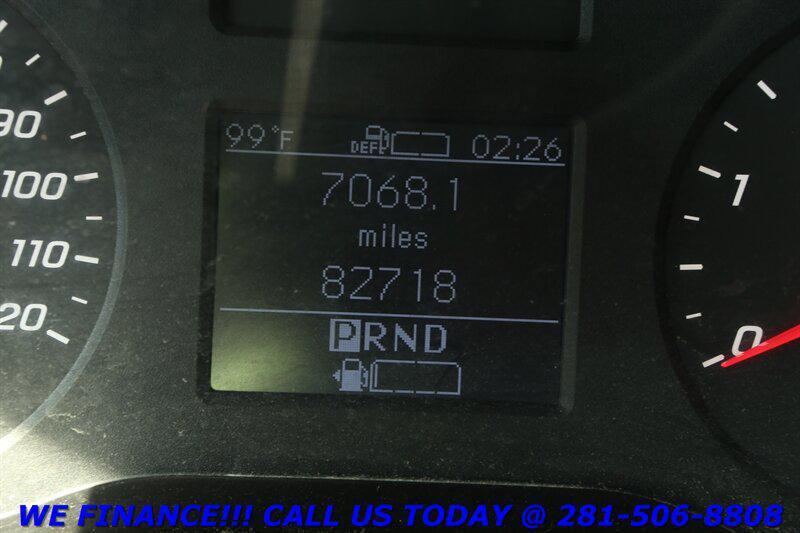 99°F DEF 02:26
7068.1
miles
82718
PRND
90
100
110
20
1
0
WE FINANCE!!! CALL US TODAY @ 281-506-8808